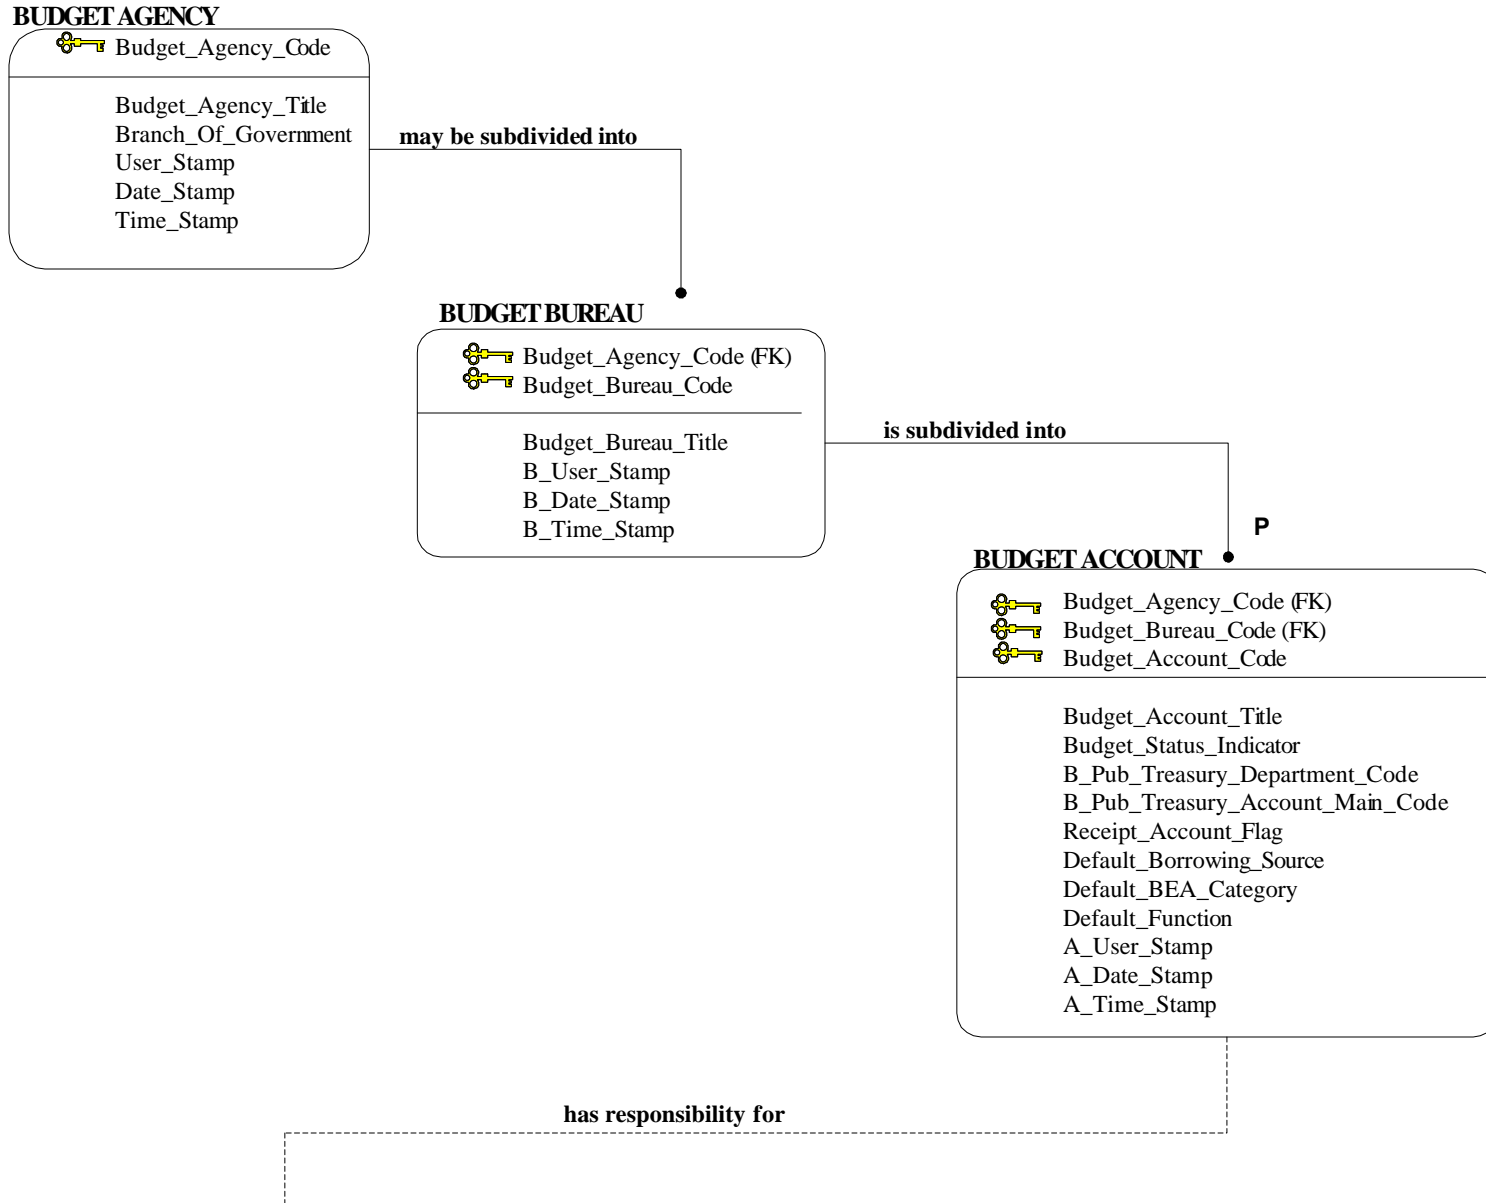 BUDGET AGENCY
Budget_Agency_Code
Budget_Agency_Title
Branch_Of_Government
User_Stamp
Date_Stamp
Time_Stamp
may be subdivided into
BUDGET BUREAU
Budget_Agency_Code (FK)
Budget_Bureau_Code
Budget_Bureau_Title
B_User_Stamp
B_Date_Stamp
B_Time_Stamp
is subdivided into
P
BUDGET ACCOUNT
Budget_Agency_Code (FK)
Budget_Bureau_Code (FK)
Budget_Account_Code
Budget_Account_Title
Budget_Status_Indicator
B_Pub_Treasury_Department_Code
B_Pub_Treasury_Account_Main_Code
Receipt_Account_Flag
Default_Borrowing_Source
Default_BEA_Category
Default_Function
A_User_Stamp
A_Date_Stamp
A_Time_Stamp
has responsibility for